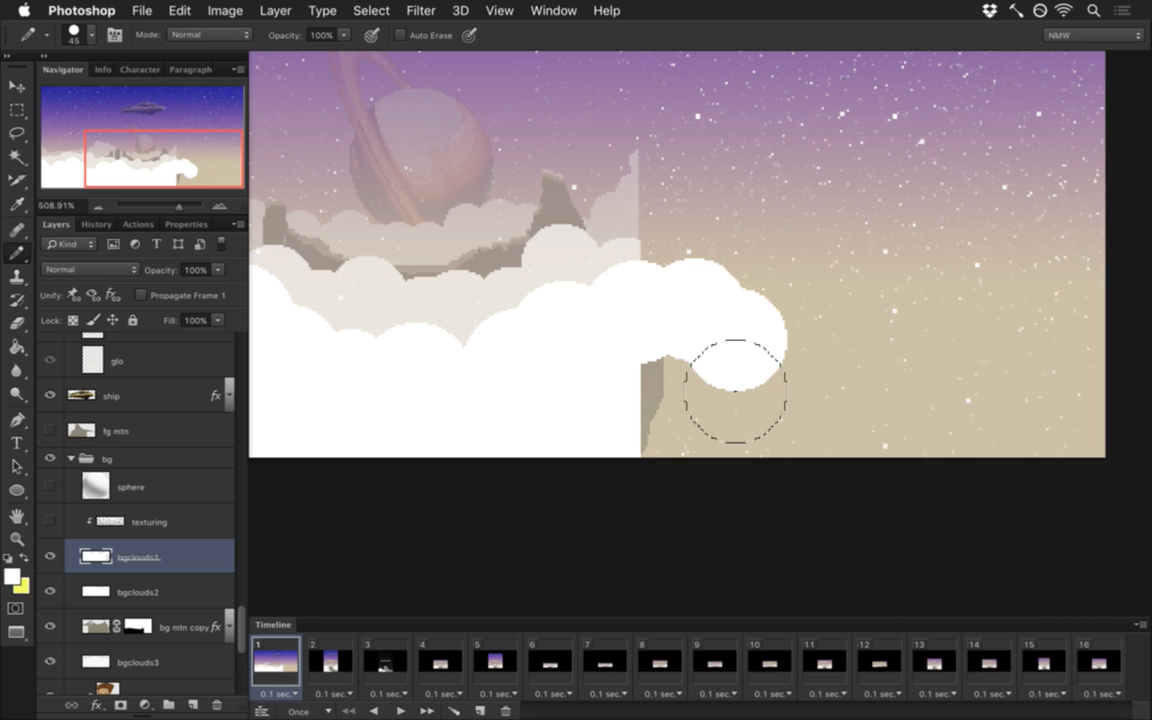 Photoshop File Edit Image Layer Type Select Filter 3D View Window Help
45 Mode: Normal Opacity: 100% Auto Erase NMW
Navigator Info Character Paragraph
508.91%
Layers History Actions Properties
Kind T
Normal Opacity: 100%
Unify: Propagate Frame 1
Lock: Fill: 100%
glo
ship fx
fg mtn
bg
sphere
texturing
bgclouds1
bgclouds2
bg mtn copy fx
bgclouds3
fx
Timeline
1 2 3 4 5 6 7 8 9 10 11 12 13 14 15 16
0.1 sec. 0.1 sec. 0.1 sec. 0.1 sec. 0.1 sec. 0.1 sec. 0.1 sec. 0.1 sec. 0.1 sec. 0.1 sec. 0.1 sec. 0.1 sec. 0.1 sec. 0.1 sec. 0.1 sec. 0.1 sec.
Once